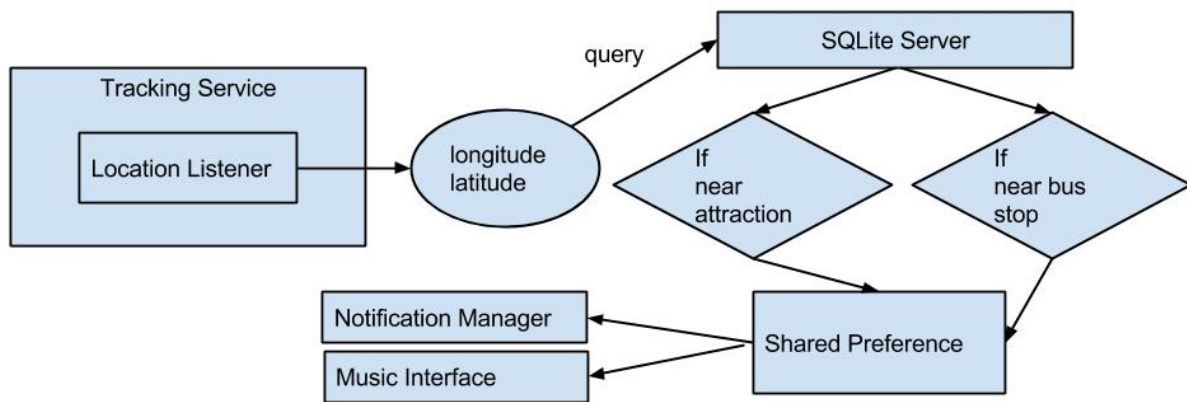 query
SQLite Server
Tracking Service
Location Listener
longitude
latitude
If
near
attraction
If
near bus
stop
Notification Manager
Music Interface
Shared Preference